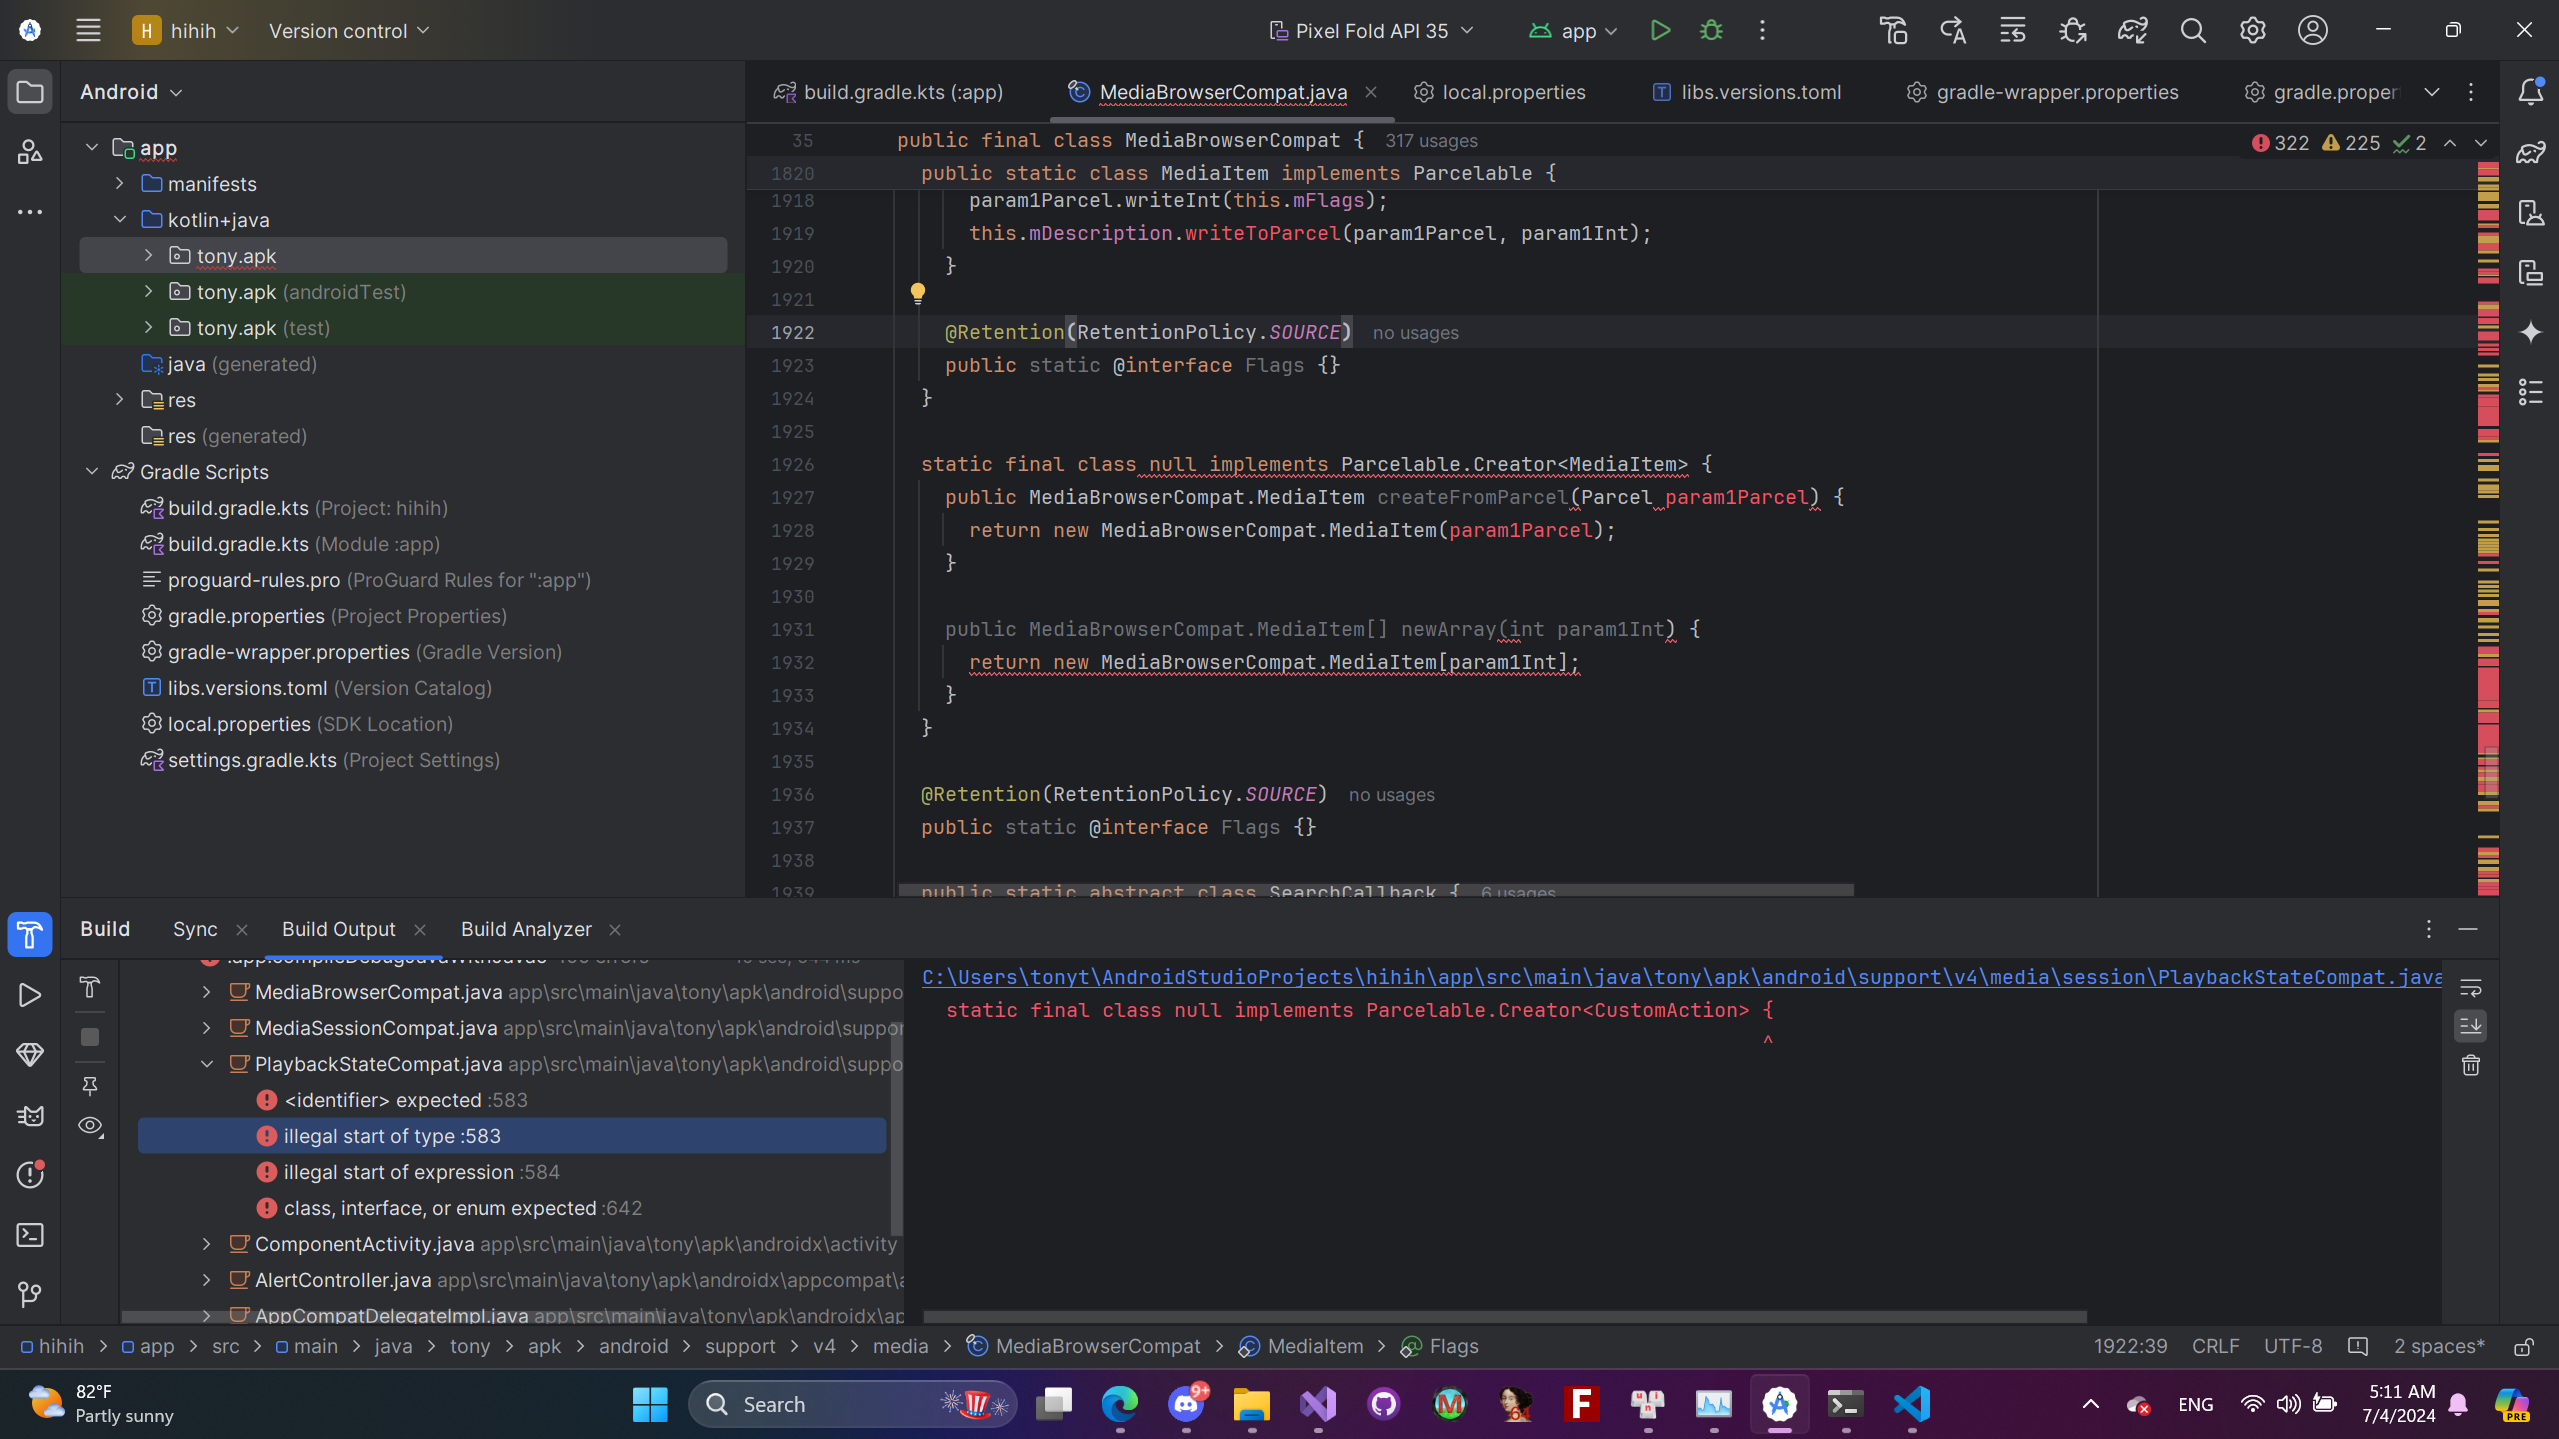 H hihih Version control Pixel Fold API 35 app
Android
app
manifests
kotlin+java
tony.apk
tony.apk (androidTest)
tony.apk (test)
java (generated)
res
res (generated)
Gradle Scripts
build.gradle.kts (Project: hihih)
build.gradle.kts (Module :app)
proguard-rules.pro (ProGuard Rules for ":app")
gradle.properties (Project Properties)
gradle-wrapper.properties (Gradle Version)
libs.versions.toml (Version Catalog)
local.properties (SDK Location)
settings.gradle.kts (Project Settings)
build.gradle.kts (:app) MediaBrowserCompat.java local.properties libs.versions.toml gradle-wrapper.properties gradle.proper
322 225 2
35 public final class MediaBrowserCompat { 317 usages
1820 public static class MediaItem implements Parcelable {
1918 param1Parcel.writeInt(this.mFlags);
1919 this.mDescription.writeToParcel(param1Parcel, param1Int);
1920 }
1921
1922 @Retention(RetentionPolicy.SOURCE) no usages
1923 public static @interface Flags {}
1924 }
1925
1926 static final class null implements Parcelable.Creator<MediaItem> {
1927 public MediaBrowserCompat.MediaItem createFromParcel(Parcel param1Parcel) {
1928 return new MediaBrowserCompat.MediaItem(param1Parcel);
1929 }
1930
1931 public MediaBrowserCompat.MediaItem[] newArray(int param1Int) {
1932 return new MediaBrowserCompat.MediaItem[param1Int];
1933 }
1934 }
1935
1936 @Retention(RetentionPolicy.SOURCE) no usages
1937 public static @interface Flags {}
1938
1939 public static abstract class SearchCallback { 6 usages
Build Sync Build Output Build Analyzer
:app:compileDebugJavaWithJavac
MediaBrowserCompat.java app\src\main\java\tony\apk\android\suppo
MediaSessionCompat.java app\src\main\java\tony\apk\android\suppor
PlaybackStateCompat.java app\src\main\java\tony\apk\android\suppo
<identifier> expected :583
illegal start of type :583
illegal start of expression :584
class, interface, or enum expected :642
ComponentActivity.java app\src\main\java\tony\apk\androidx\activity
AlertController.java app\src\main\java\tony\apk\androidx\appcompat\a
AppCompatDelegateImpl.java app\src\main\java\tony\apk\androidx\ap
C:\Users\tonyt\AndroidStudioProjects\hihih\app\src\main\java\tony\apk\android\support\v4\media\session\PlaybackStateCompat.java
static final class null implements Parcelable.Creator<CustomAction> {
^
hihih > app > src > main > java > tony > apk > android > support > v4 > media > MediaBrowserCompat > MediaItem > Flags
1922:39 CRLF UTF-8 2 spaces*
82°F
Partly sunny
Search
9+
64
F
ENG
5:11 AM
7/4/2024
PRE